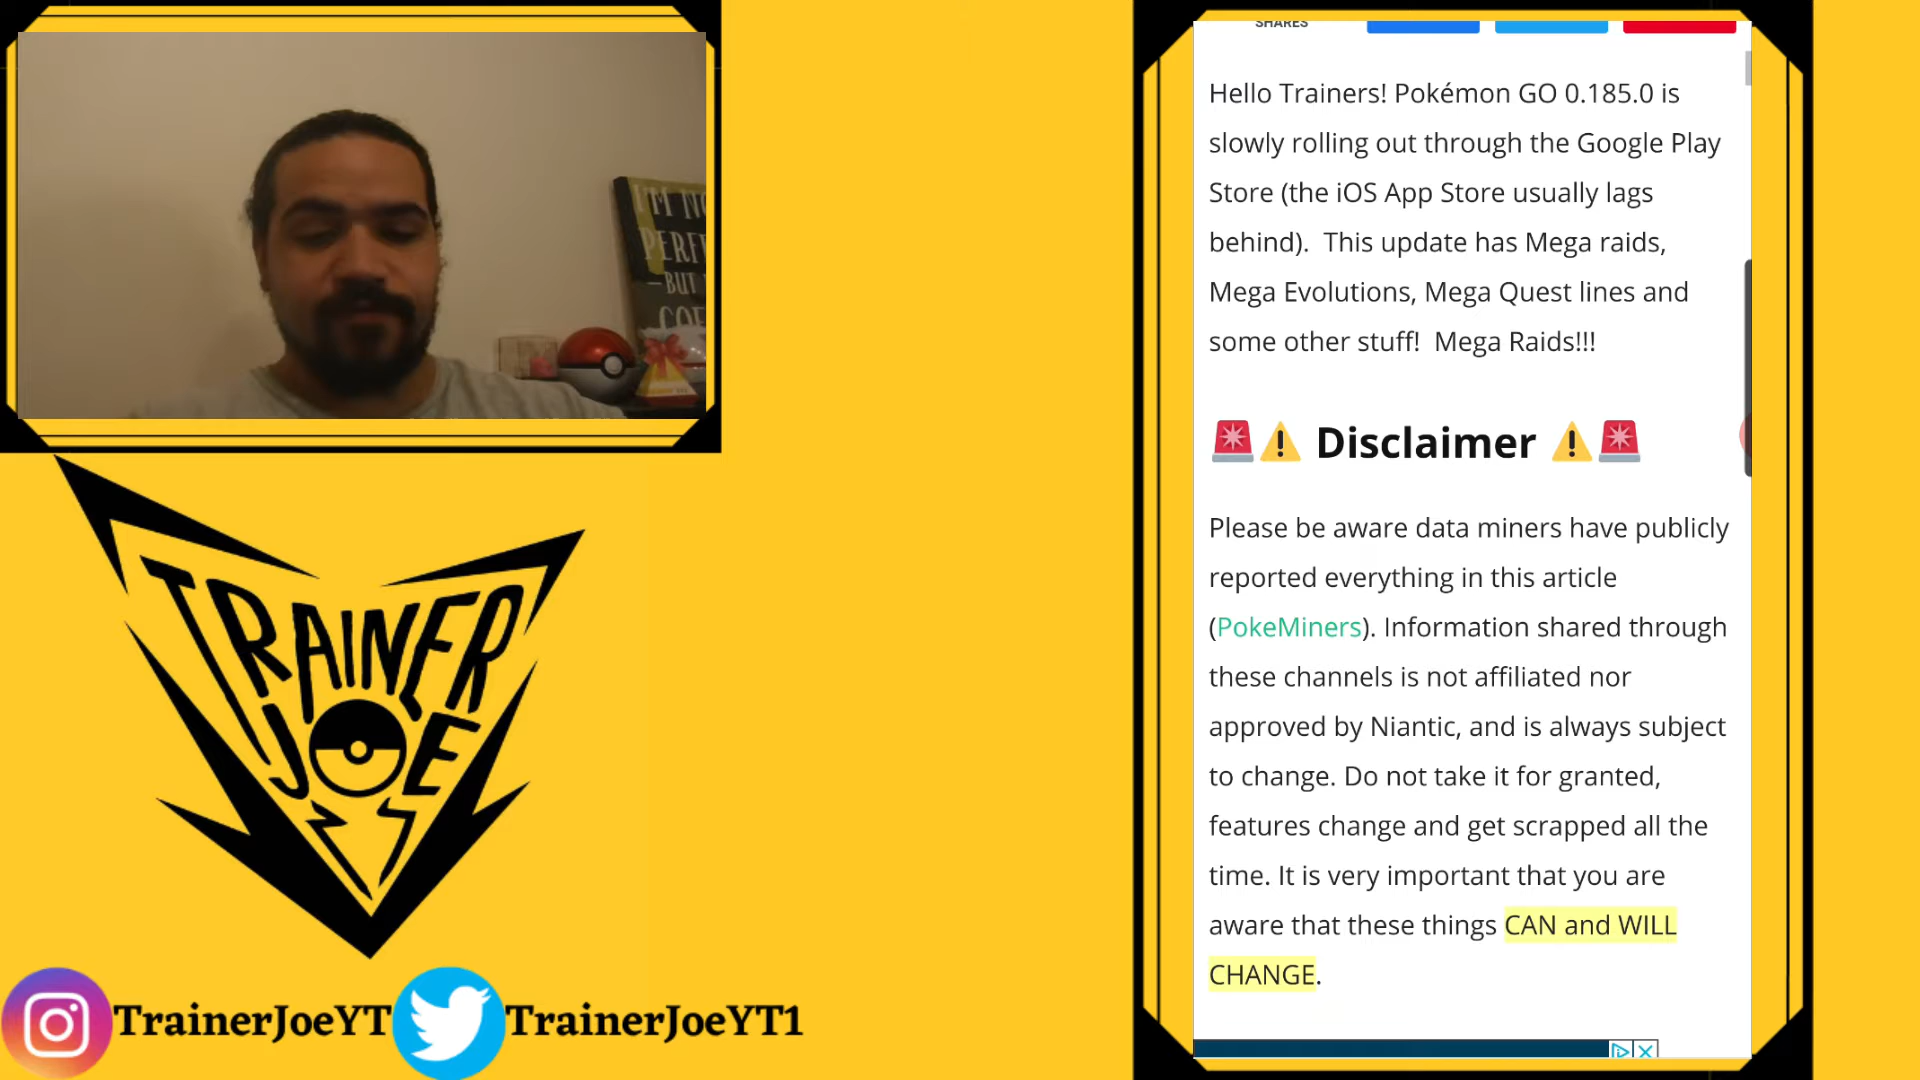 I'M NO
PERF
-BUT
COF
TRAINER
JOE
TrainerJoeYT
TrainerJoeYT1
SHARES
Hello Trainers! Pokémon GO 0.185.0 is
slowly rolling out through the Google Play
Store (the iOS App Store usually lags
behind).  This update has Mega raids,
Mega Evolutions, Mega Quest lines and
some other stuff!  Mega Raids!!!
🚨⚠️ Disclaimer ⚠️🚨
Please be aware data miners have publicly
reported everything in this article
(PokeMiners). Information shared through
these channels is not affiliated nor
approved by Niantic, and is always subject
to change. Do not take it for granted,
features change and get scrapped all the
time. It is very important that you are
aware that these things CAN and WILL
CHANGE.